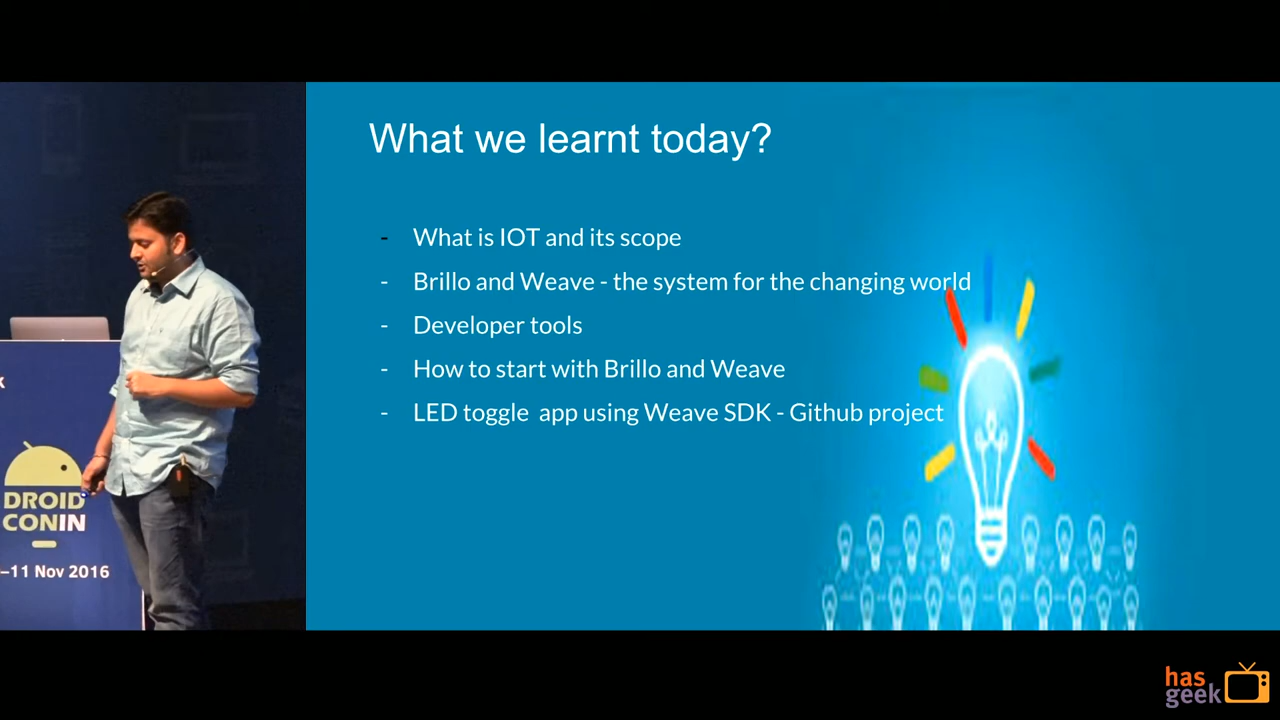 What we learnt today?
- What is IOT and its scope
- Brillo and Weave - the system for the changing world
- Developer tools
- How to start with Brillo and Weave
- LED toggle app using Weave SDK - Github project
DROID
CONIN
–11 Nov 2016
has
geek